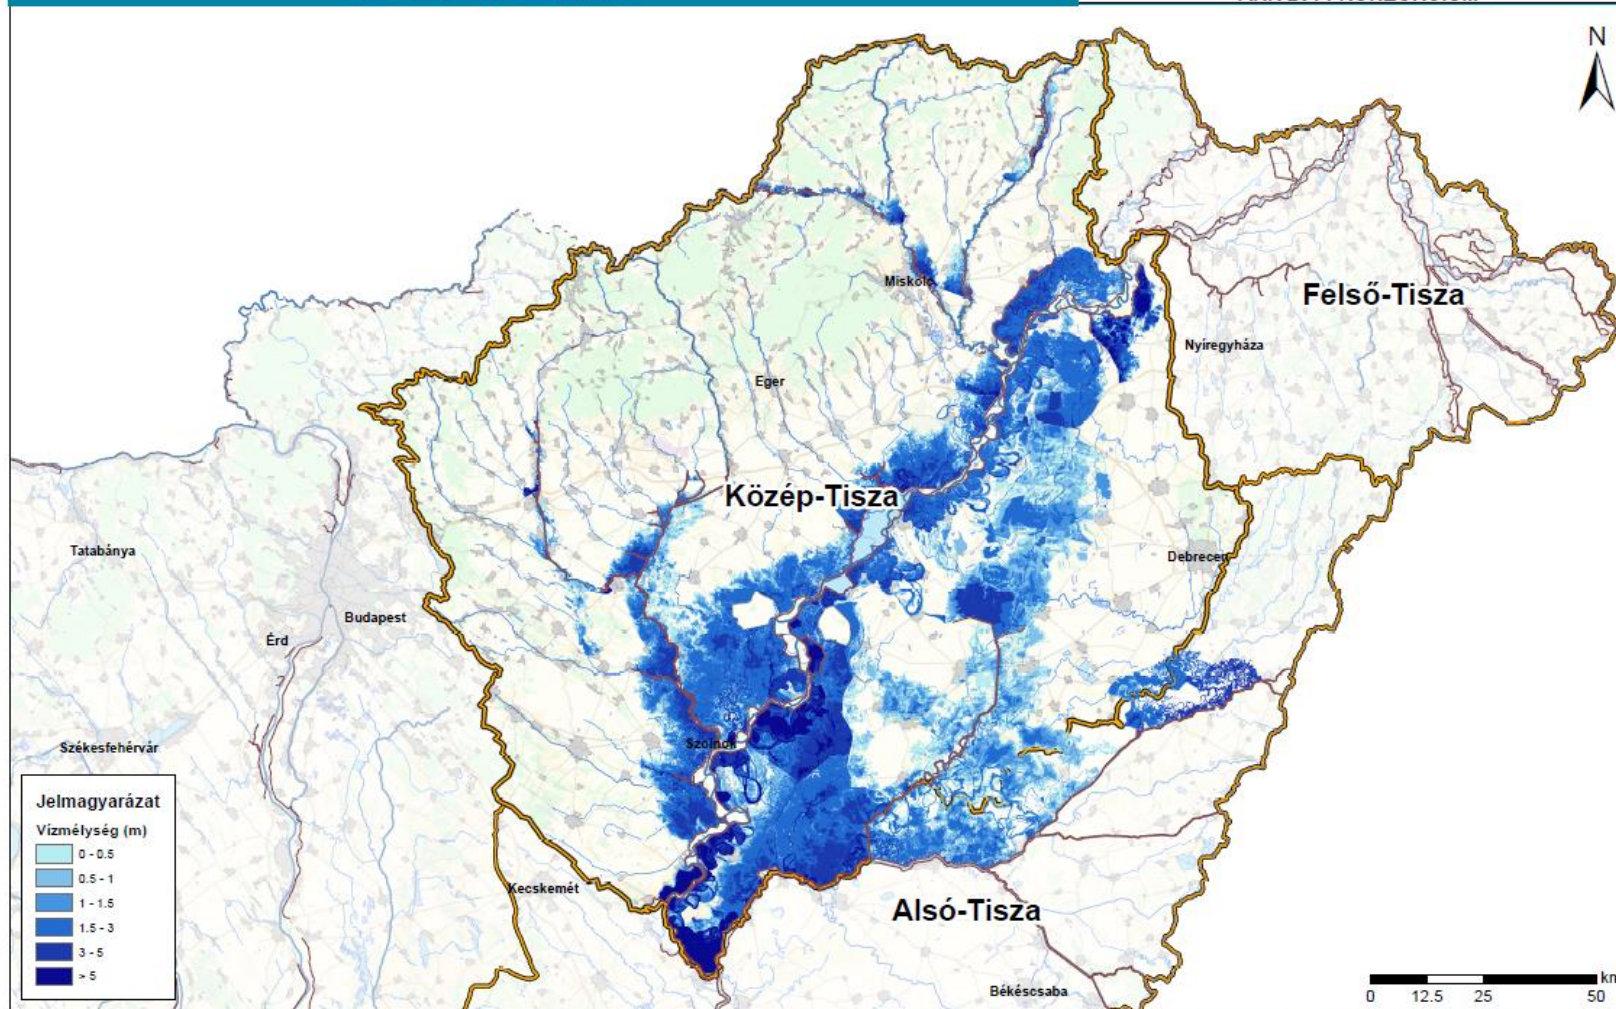 N
Felső-Tisza
Miskolc
Nyíregyháza
Eger
Közép-Tisza
Tatabánya
Debrecen
Budapest
Érd
Székesfehérvár
Szolnok
Jelmagyarázat
Vízmélység (m)
0 - 0.5
0.5 - 1
1 - 1.5
1.5 - 3
3 - 5
> 5
Kecskemét
Alsó-Tisza
Békéscsaba
km
0 12.5 25 50